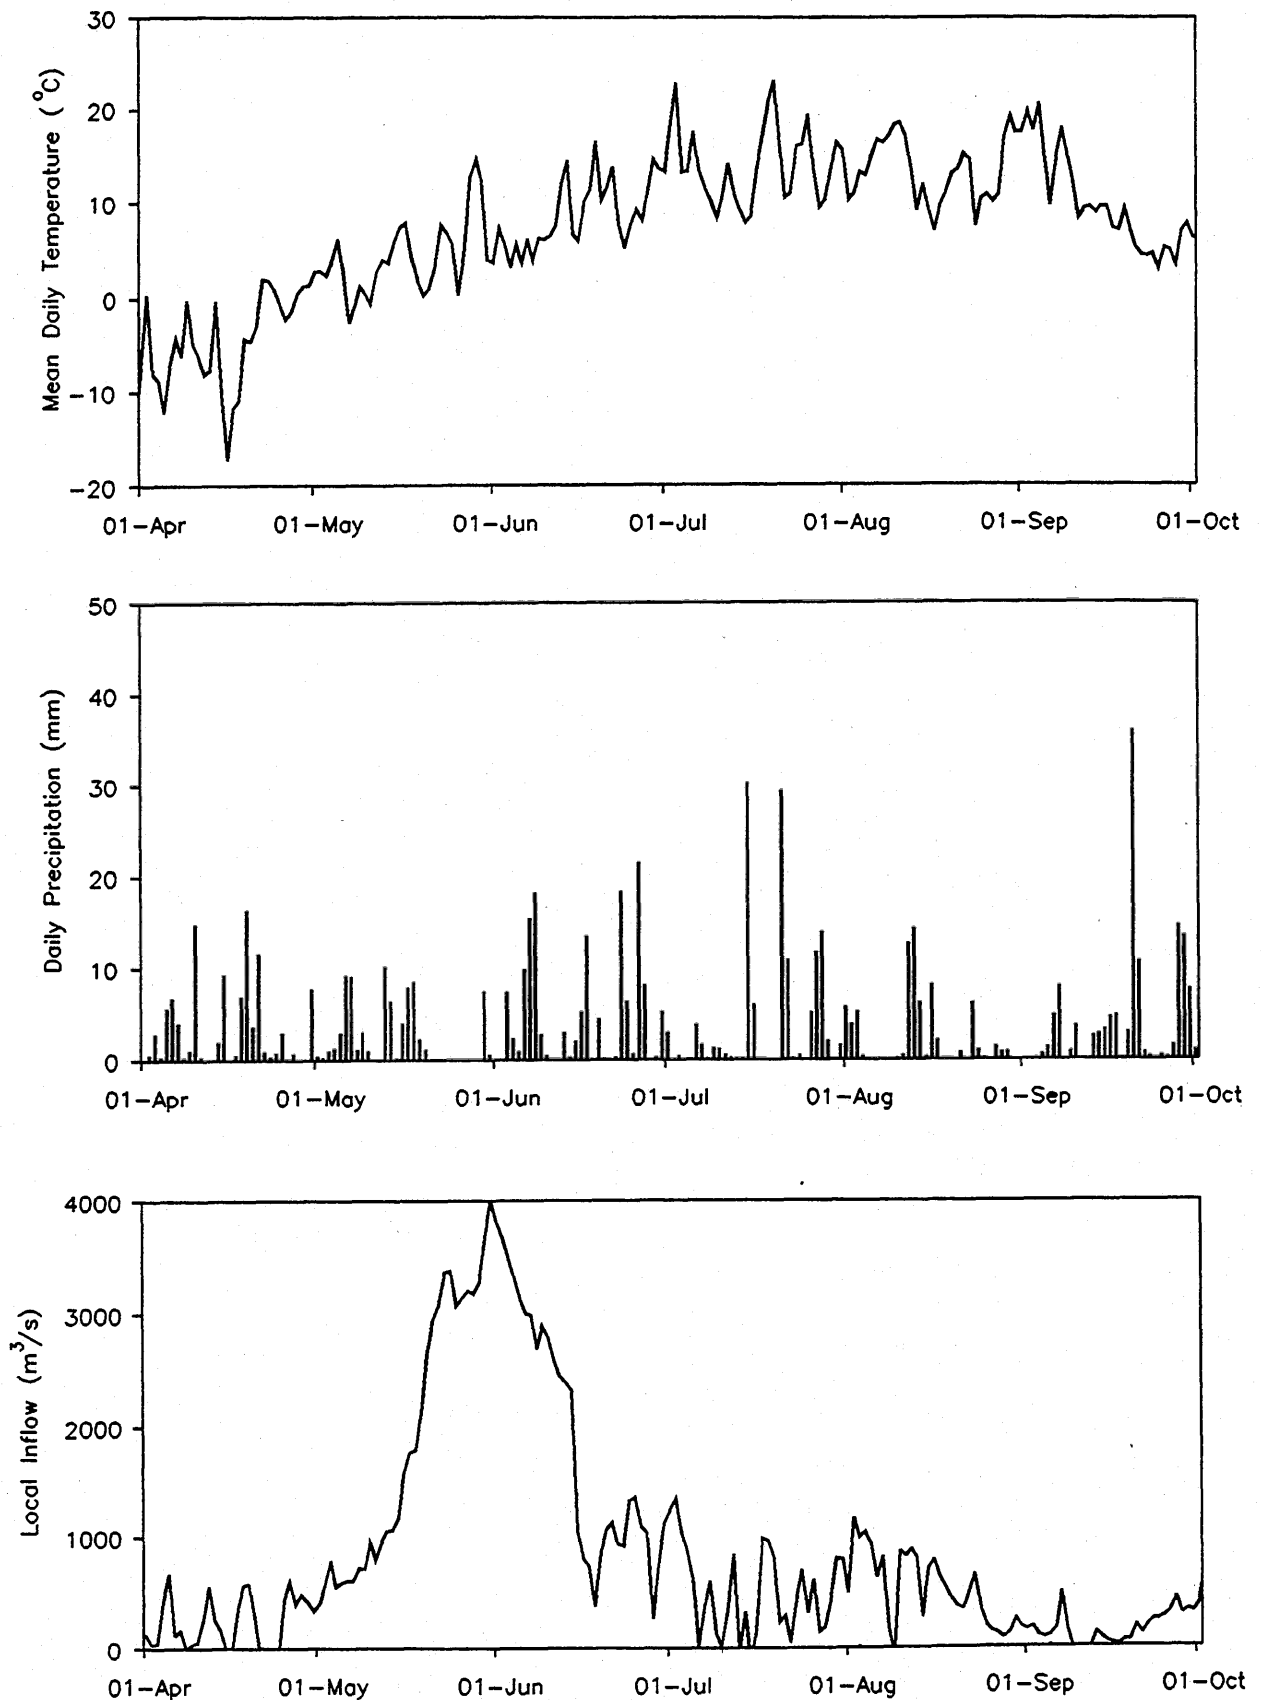 30
20
10
0
−10
−20
Mean Daily Temperature (°C)
01−Apr 01−May 01−Jun 01−Jul 01−Aug 01−Sep 01−Oct
50
40
30
20
10
0
Daily Precipitation (mm)
01−Apr 01−May 01−Jun 01−Jul 01−Aug 01−Sep 01−Oct
4000
3000
2000
1000
0
Local Inflow (m³/s)
01−Apr 01−May 01−Jun 01−Jul 01−Aug 01−Sep 01−Oct